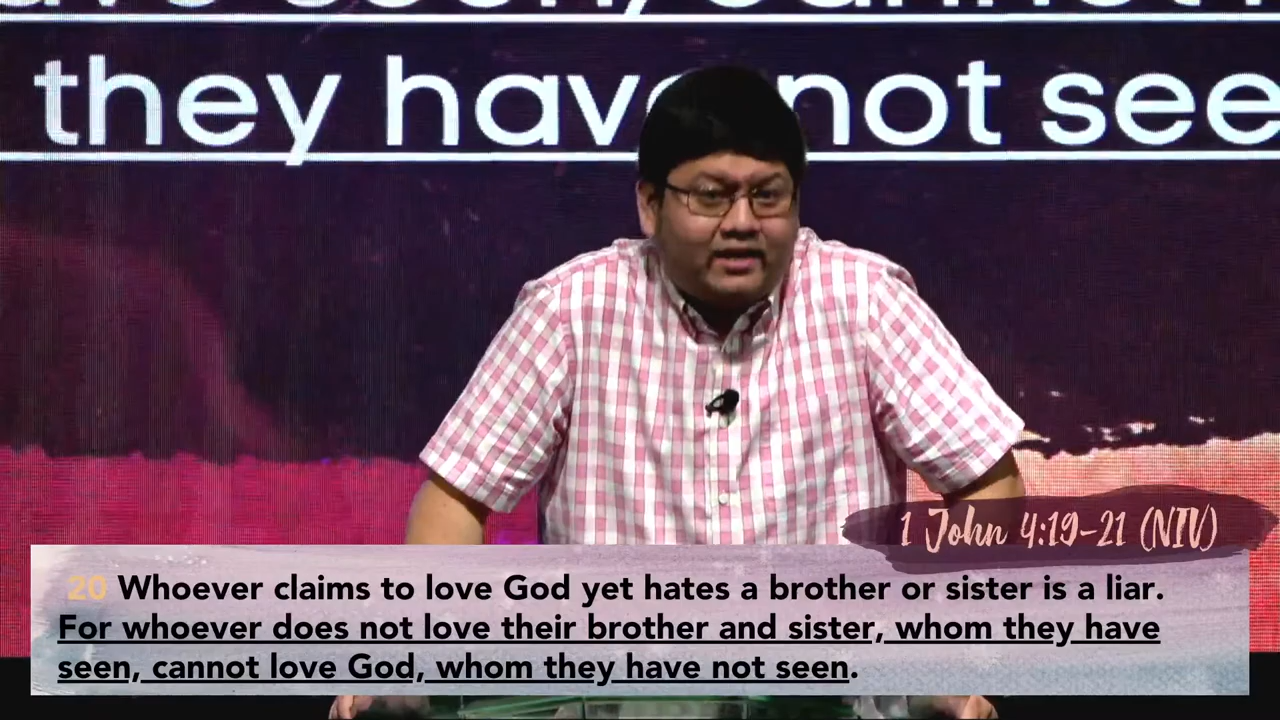 they have not see
1 John 4:19-21 (NIV)
20 Whoever claims to love God yet hates a brother or sister is a liar.
For whoever does not love their brother and sister, whom they have
seen, cannot love God, whom they have not seen.